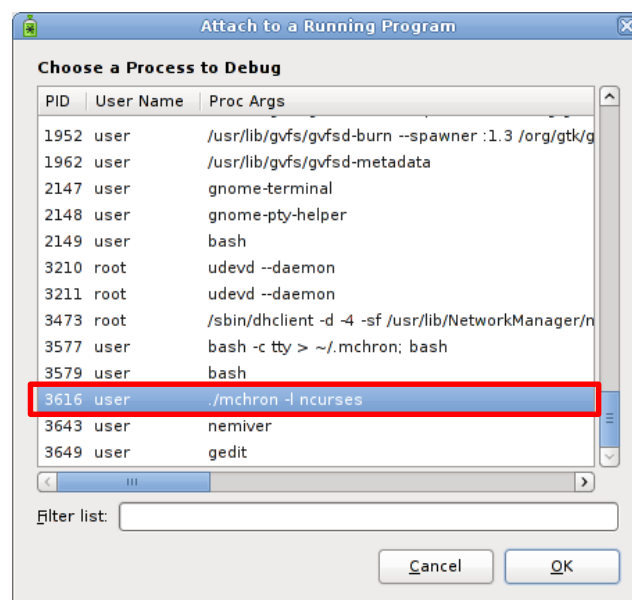 Attach to a Running Program
Choose a Process to Debug
PID User Name Proc Args
1952 user /usr/lib/gvfs/gvfsd-burn --spawner :1.3 /org/gtk/g
1962 user /usr/lib/gvfs/gvfsd-metadata
2147 user gnome-terminal
2148 user gnome-pty-helper
2149 user bash
3210 root udevd --daemon
3211 root udevd --daemon
3473 root /sbin/dhclient -d -4 -sf /usr/lib/NetworkManager/n
3577 user bash -c tty > ~/.mchron; bash
3579 user bash
3616 user ./mchron -l ncurses
3643 user nemiver
3649 user gedit
Filter list:
Cancel OK